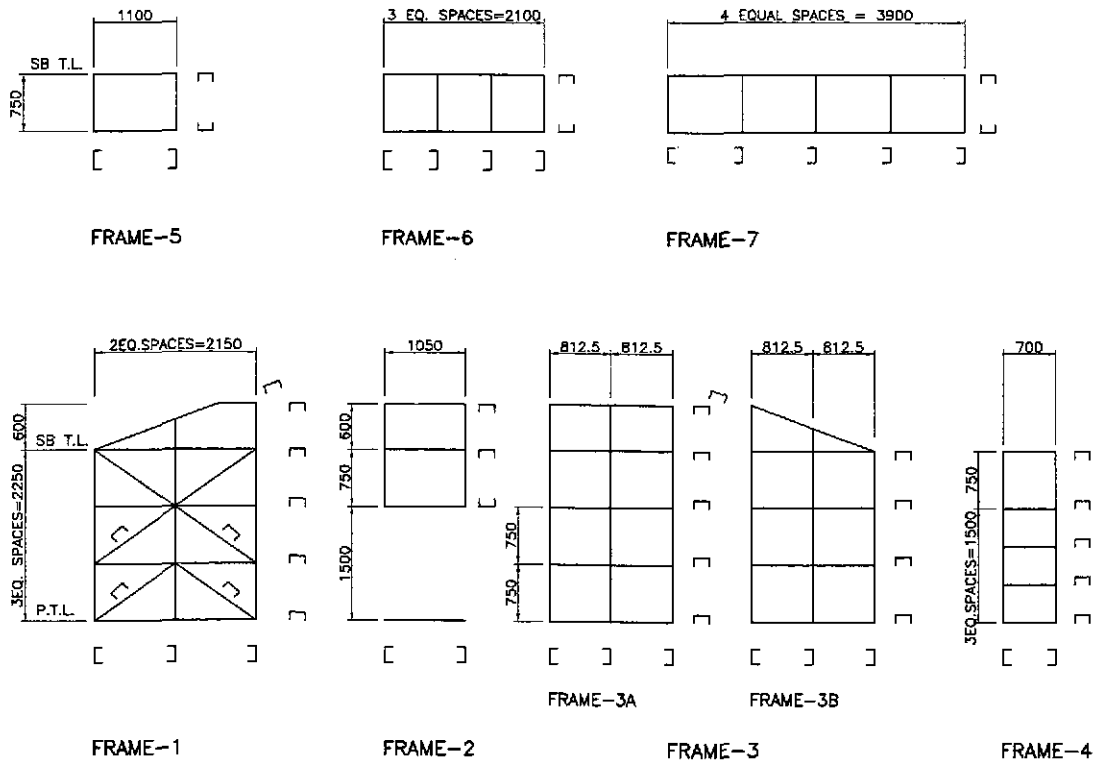 1100
3 EQ. SPACES=2100
4 EQUAL SPACES = 3900
SB T.L.
750
FRAME-5
FRAME-6
FRAME-7
2EQ.SPACES=2150
1050
812.5
812.5
812.5
812.5
700
600
SB T.L.
3EQ. SPACES=2250
P.T.L.
600
750
1500
750
750
750
3EQ.SPACES=1500
FRAME-3A
FRAME-3B
FRAME-1
FRAME-2
FRAME-3
FRAME-4